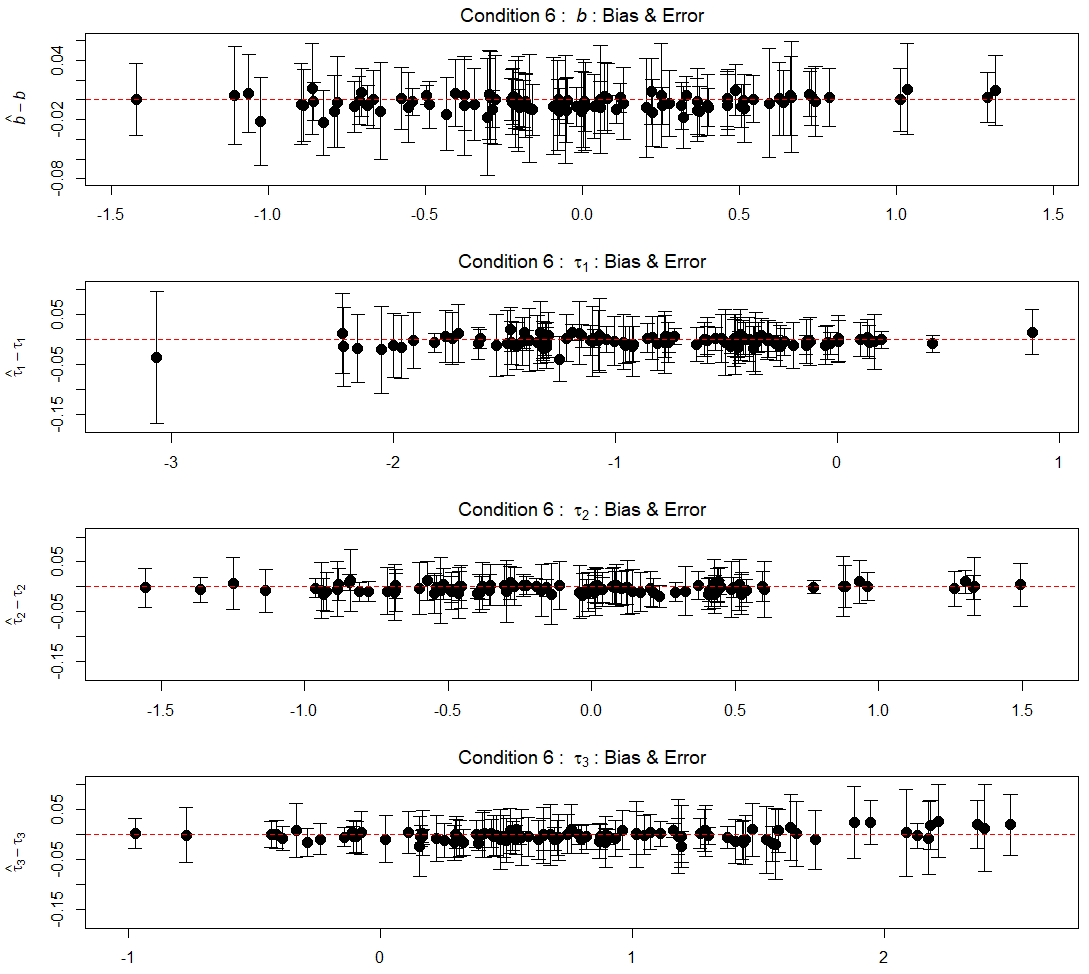 Condition 6 : b : Bias & Error
b̂ − b
0.04
-0.02
-0.08
-1.5 -1.0 -0.5 0.0 0.5 1.0 1.5
Condition 6 : τ1 : Bias & Error
τ̂1 − τ1
0.05
-0.05
-0.15
-3 -2 -1 0 1
Condition 6 : τ2 : Bias & Error
τ̂2 − τ2
0.05
-0.05
-0.15
-1.5 -1.0 -0.5 0.0 0.5 1.0 1.5
Condition 6 : τ3 : Bias & Error
τ̂3 − τ3
0.05
-0.05
-0.15
-1 0 1 2